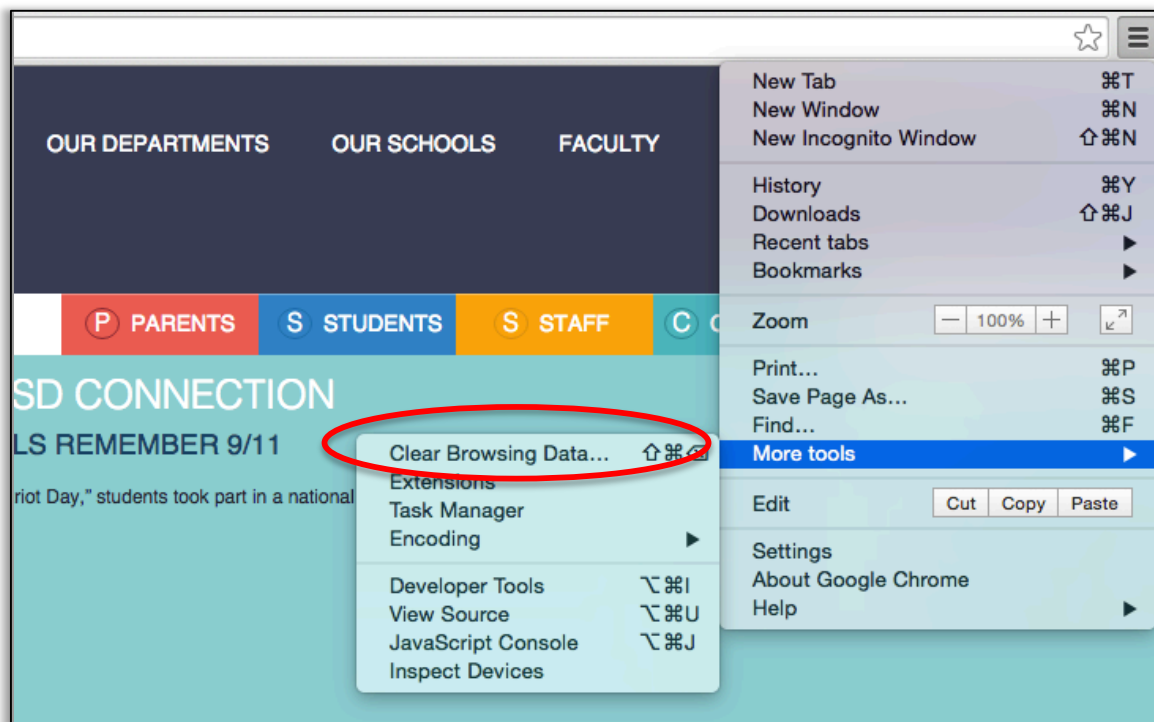 OUR DEPARTMENTS OUR SCHOOLS FACULTY
P PARENTS S STUDENTS S STAFF C
SD CONNECTION
LS REMEMBER 9/11
riot Day," students took part in a national
New Tab ⌘T
New Window ⌘N
New Incognito Window ⇧⌘N
History ⌘Y
Downloads ⇧⌘J
Recent tabs ▶
Bookmarks ▶
Zoom — 100% +
Print... ⌘P
Save Page As... ⌘S
Find... ⌘F
More tools ▶
Edit Cut Copy Paste
Settings
About Google Chrome
Help ▶
Clear Browsing Data... ⇧⌘⌫
Extensions
Task Manager
Encoding ▶
Developer Tools ⌥⌘I
View Source ⌥⌘U
JavaScript Console ⌥⌘J
Inspect Devices